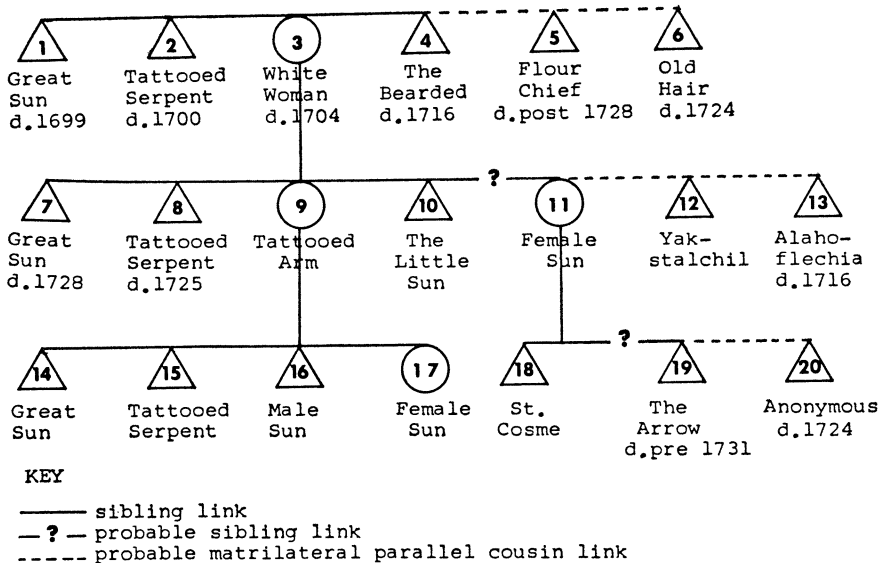 1 2 3 4 5 6
Great Tattooed White The Flour Old
Sun Serpent Woman Bearded Chief Hair
d.1699 d.1700 d.1704 d.1716 d.post 1728 d.1724
?
7 8 9 10 11 12 13
Great Tattooed Tattooed The Female Yak- Alaho-
Sun Serpent Arm Little Sun stalchil flechia
d.1728 d.1725 Sun d.1716
?
14 15 16 17 18 19 20
Great Tattooed Male Female St. The Anonymous
Sun Serpent Sun Sun Cosme Arrow d.1724
d.pre 1731
KEY
sibling link
? probable sibling link
probable matrilateral parallel cousin link